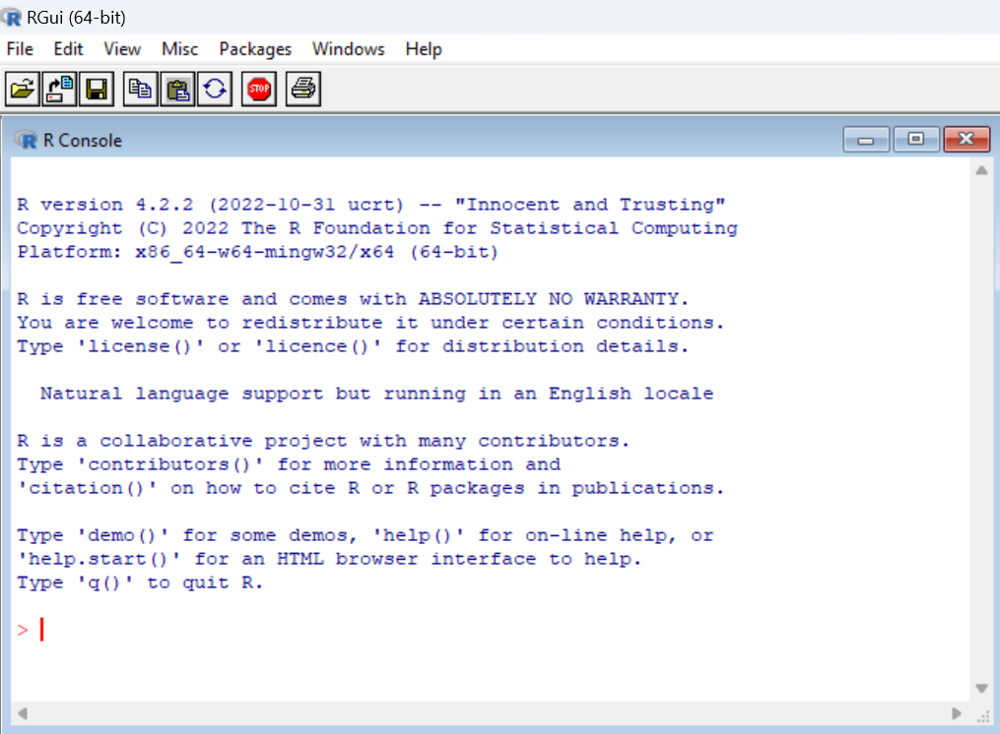 RGui (64-bit)
File Edit View Misc Packages Windows Help
STOP
R Console
R version 4.2.2 (2022-10-31 ucrt) -- "Innocent and Trusting"
Copyright (C) 2022 The R Foundation for Statistical Computing
Platform: x86_64-w64-mingw32/x64 (64-bit)
R is free software and comes with ABSOLUTELY NO WARRANTY.
You are welcome to redistribute it under certain conditions.
Type 'license()' or 'licence()' for distribution details.
Natural language support but running in an English locale
R is a collaborative project with many contributors.
Type 'contributors()' for more information and
'citation()' on how to cite R or R packages in publications.
Type 'demo()' for some demos, 'help()' for on-line help, or
'help.start()' for an HTML browser interface to help.
Type 'q()' to quit R.
>